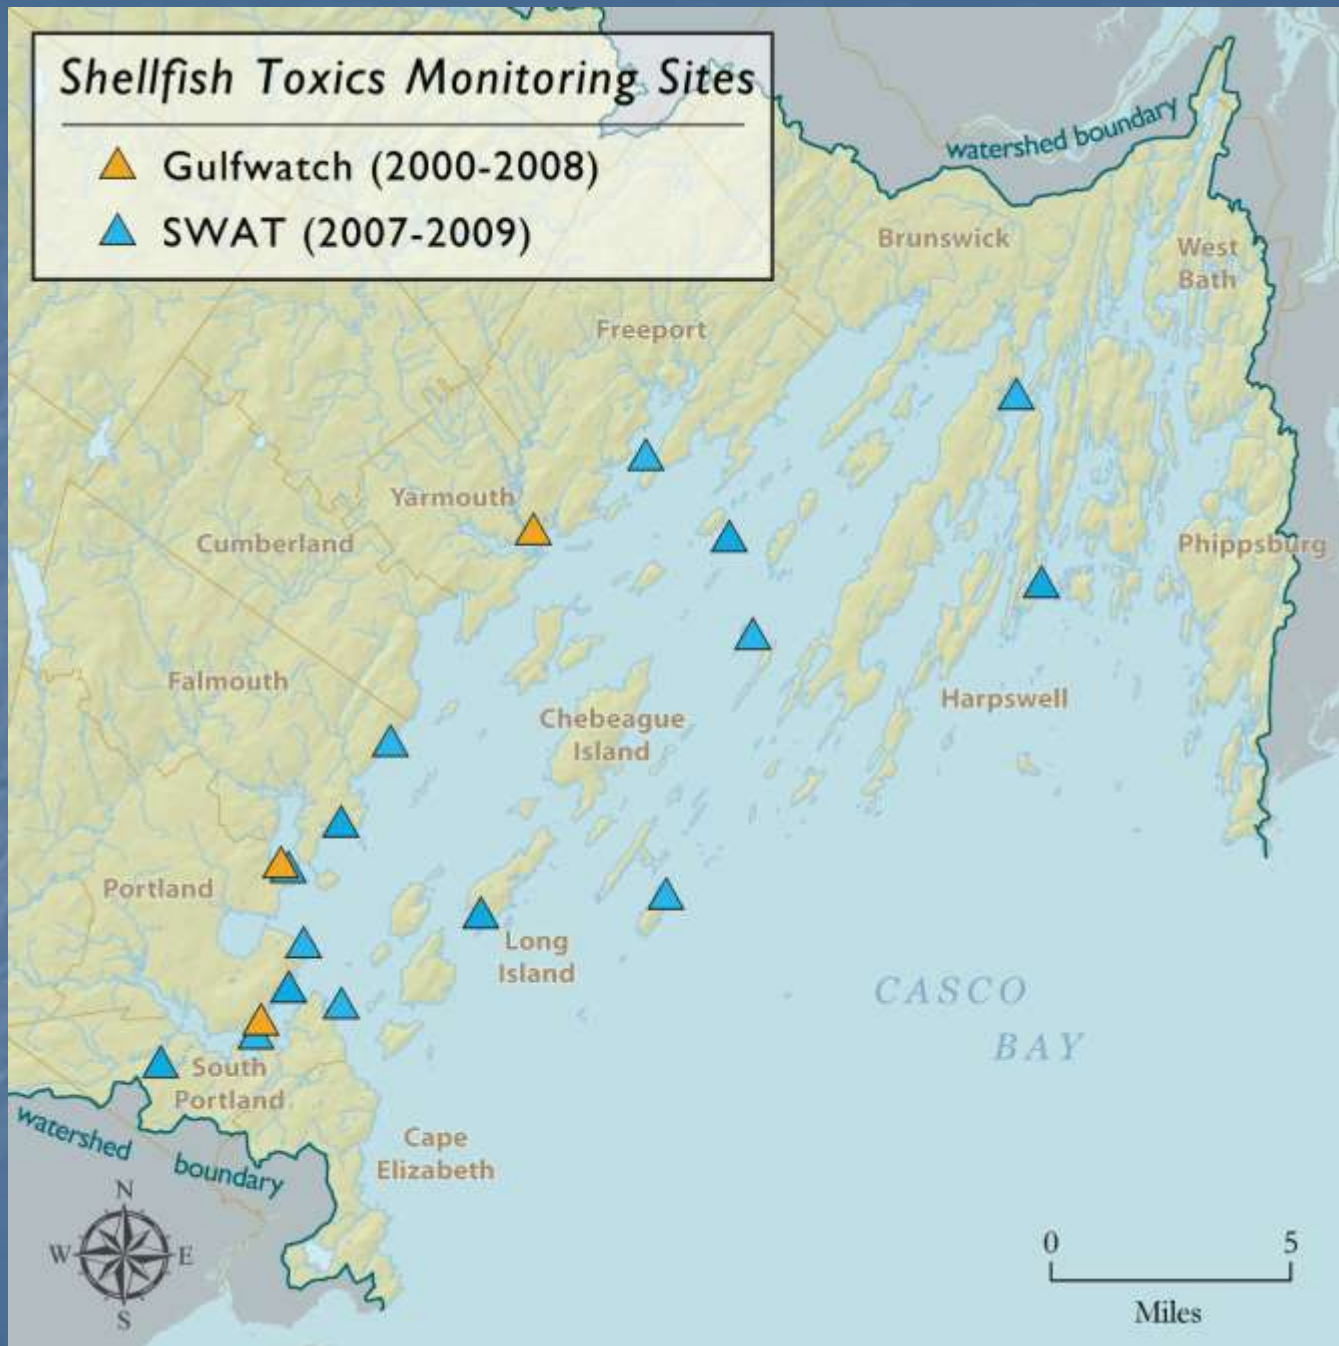 Shellfish Toxics Monitoring Sites
Gulfwatch (2000-2008)
SWAT (2007-2009)
watershed boundary
Brunswick
West
Bath
Freeport
Yarmouth
Cumberland
Phippsburg
Falmouth
Harpswell
Chebeague
Island
Portland
Long
Island
CASCO
BAY
South
Portland
watershed boundary
Cape
Elizabeth
N
W E
S
0 5
Miles